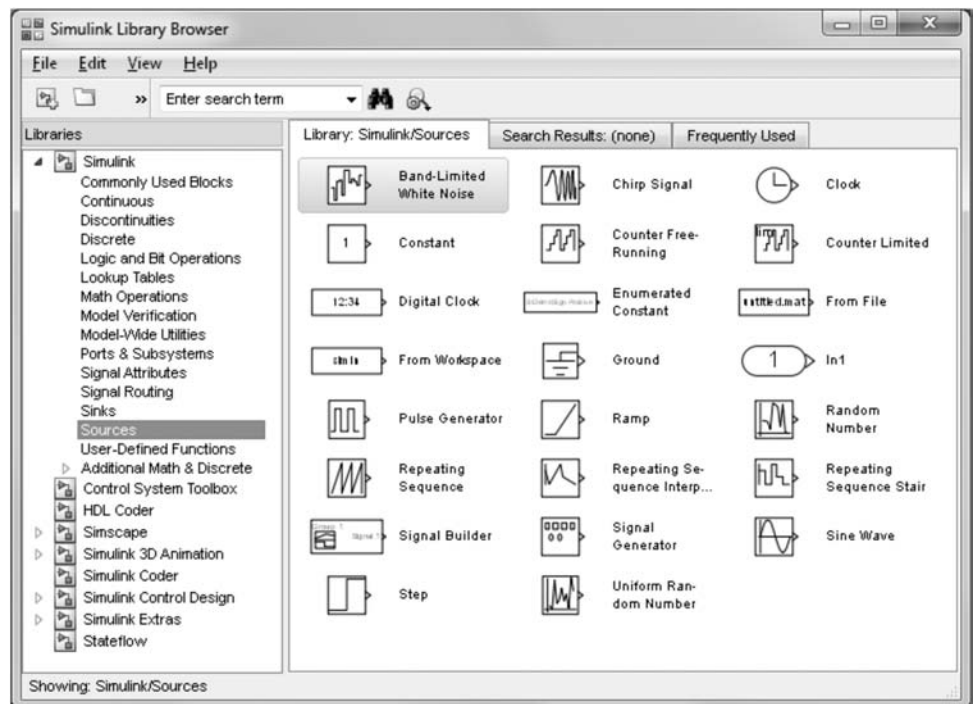 Simulink Library Browser
File Edit View Help
» Enter search term
Libraries
Library: Simulink/Sources
Search Results: (none)
Frequently Used
Simulink
Commonly Used Blocks
Continuous
Discontinuities
Discrete
Logic and Bit Operations
Lookup Tables
Math Operations
Model Verification
Model-Wide Utilities
Ports & Subsystems
Signal Attributes
Signal Routing
Sinks
Sources
User-Defined Functions
Additional Math & Discrete
Control System Toolbox
HDL Coder
Simscape
Simulink 3D Animation
Simulink Coder
Simulink Control Design
Simulink Extras
Stateflow
Band-Limited
White Noise
Chirp Signal
Clock
1
Constant
Counter Free-
Running
Counter Limited
12:34
Digital Clock
Enumerated
Constant
untitled.mat
From File
simin
From Workspace
Ground
1
In1
Pulse Generator
Ramp
Random
Number
Repeating
Sequence
Repeating Se-
quence Interp...
Repeating
Sequence Stair
Group 1
Signal 1
Signal Builder
Signal
Generator
Sine Wave
Step
Uniform Ran-
dom Number
Showing: Simulink/Sources